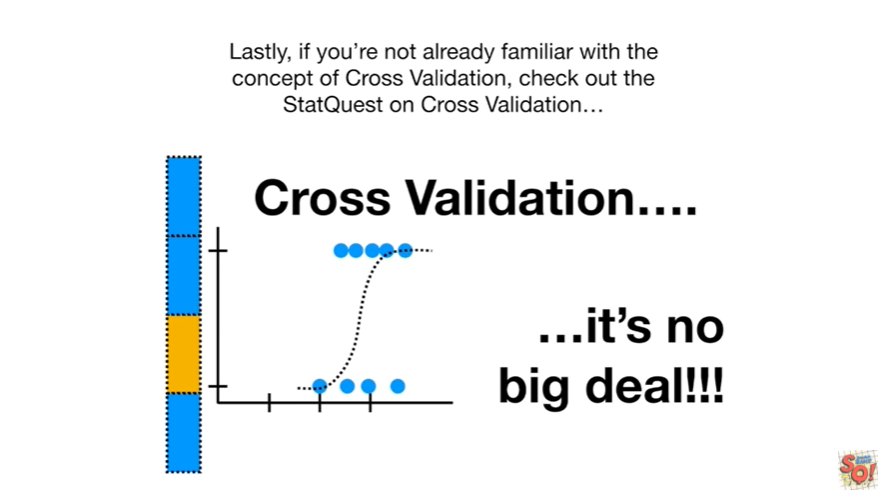 Lastly, if you’re not already familiar with the
concept of Cross Validation, check out the
StatQuest on Cross Validation…
Cross Validation….
…it’s no
big deal!!!
SQ!